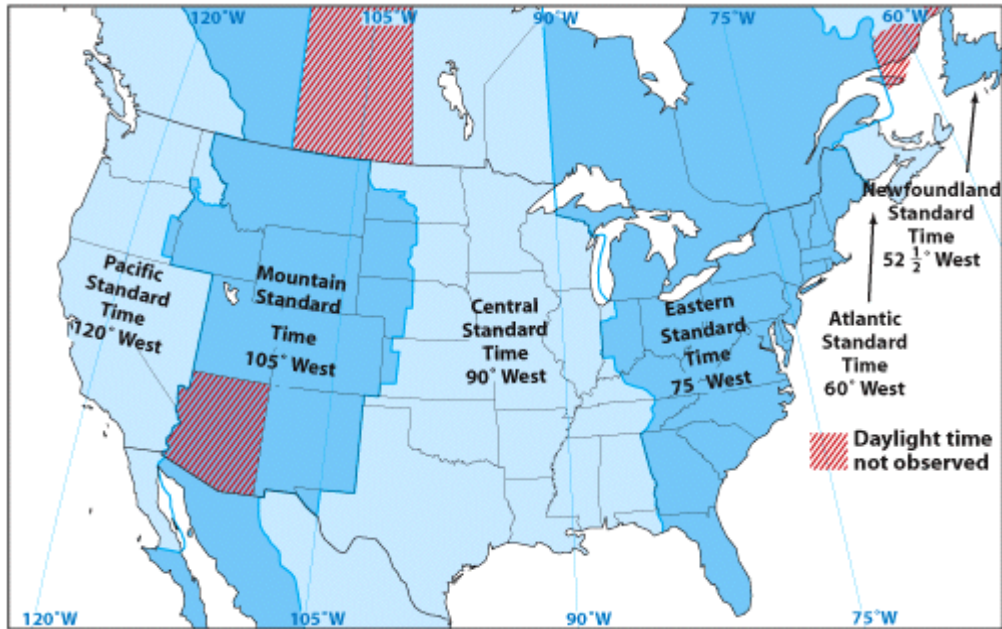 120°W
105°W
90°W
75°W
60°W
Pacific
Standard
Time
120° West
Mountain
Standard
Time
105° West
Central
Standard
Time
90° West
Eastern
Standard
Time
75 West
Newfoundland
Standard
Time
52 1/2° West
Atlantic
Standard
Time
60° West
Daylight time
not observed
120°W
105°W
90°W
75°W